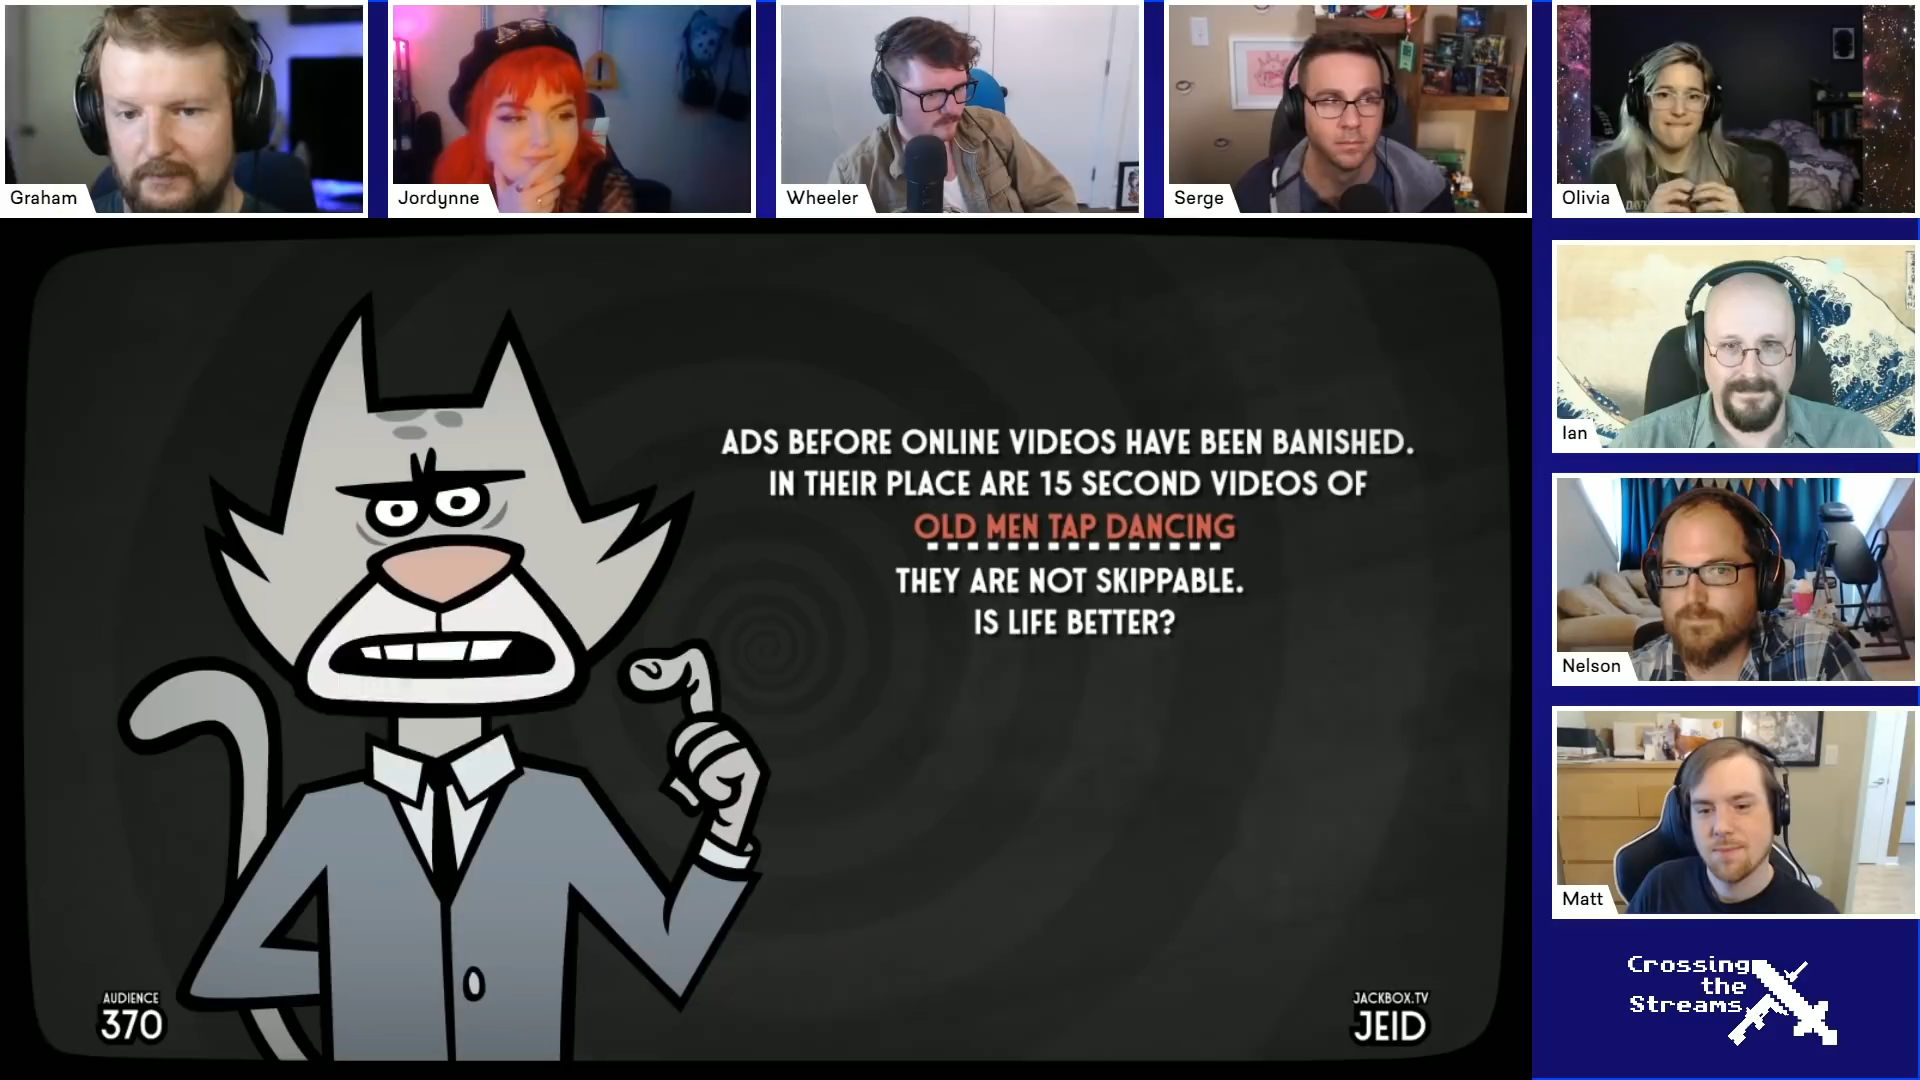 Graham
Jordynne
Wheeler
Serge
Olivia
Ian
Nelson
Matt
ADS BEFORE ONLINE VIDEOS HAVE BEEN BANISHED.
IN THEIR PLACE ARE 15 SECOND VIDEOS OF
OLD MEN TAP DANCING
THEY ARE NOT SKIPPABLE.
IS LIFE BETTER?
AUDIENCE
370
JACKBOX.TV
JEID
Crossing
the
Streams